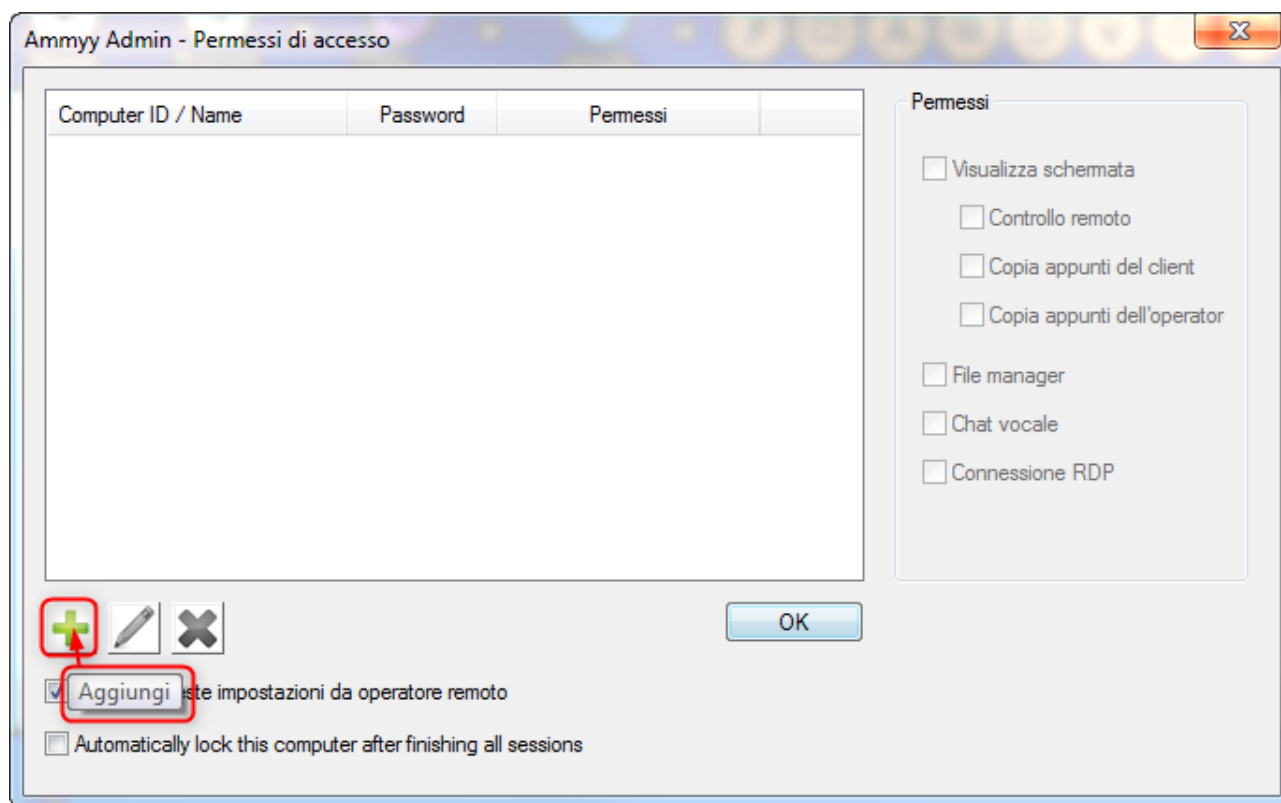 Ammyy Admin - Permessi di accesso
Computer ID / Name Password Permessi
Permessi
Visualizza schermata
Controllo remoto
Copia appunti del client
Copia appunti dell'operator
File manager
Chat vocale
Connessione RDP
OK
Aggiungi
impostazioni da operatore remoto
Automatically lock this computer after finishing all sessions